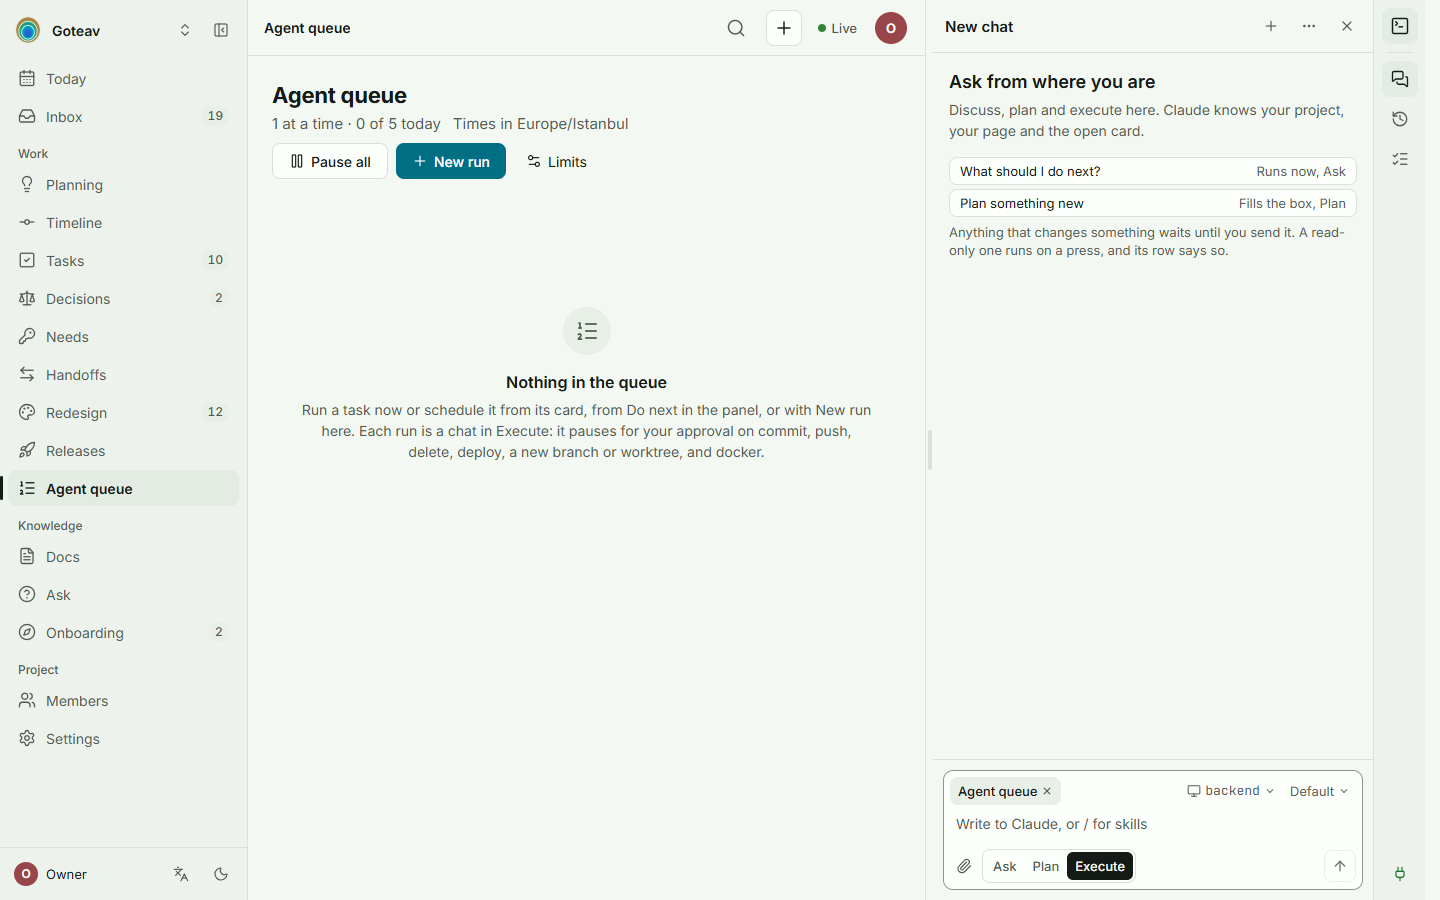 Goteav
Today
Inbox 19
Work
Planning
Timeline
Tasks 10
Decisions 2
Needs
Handoffs
Redesign 12
Releases
Agent queue
Knowledge
Docs
Ask
Onboarding 2
Project
Members
Settings
O Owner
Agent queue
Live
O
Agent queue
1 at a time · 0 of 5 today Times in Europe/Istanbul
Pause all
New run
Limits
Nothing in the queue
Run a task now or schedule it from its card, from Do next in the panel, or with New run
here. Each run is a chat in Execute: it pauses for your approval on commit, push,
delete, deploy, a new branch or worktree, and docker.
New chat
Ask from where you are
Discuss, plan and execute here. Claude knows your project,
your page and the open card.
What should I do next? Runs now, Ask
Plan something new Fills the box, Plan
Anything that changes something waits until you send it. A read-
only one runs on a press, and its row says so.
Agent queue × backend Default
Write to Claude, or / for skills
Ask Plan Execute